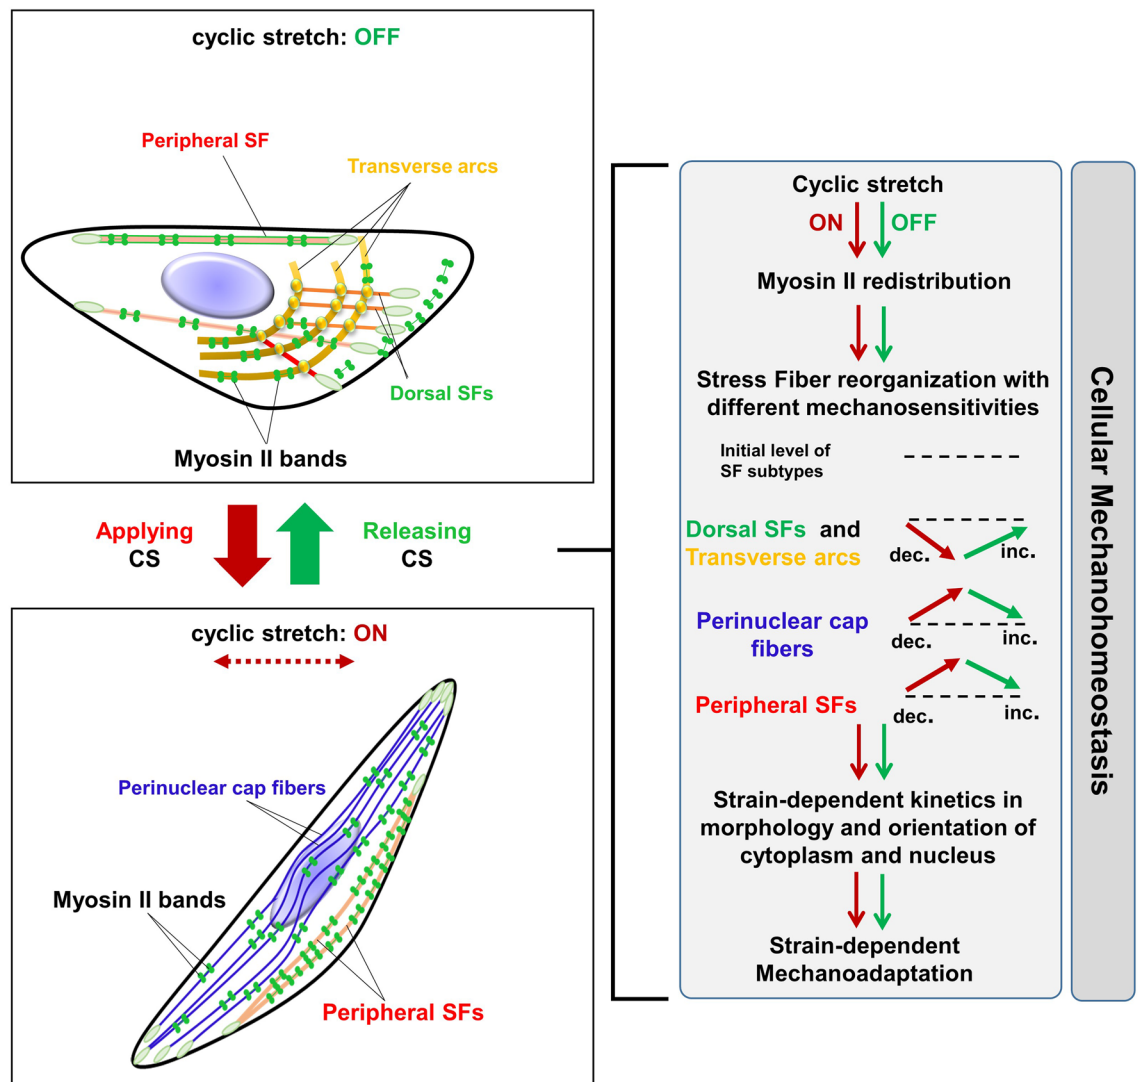 cyclic stretch: OFF
Peripheral SF
Transverse arcs
Dorsal SFs
Myosin II bands
Applying
CS
Releasing
CS
cyclic stretch: ON
Perinuclear cap fibers
Myosin II bands
Peripheral SFs
Cyclic stretch
ON OFF
Myosin II redistribution
Stress Fiber reorganization with
different mechanosensitivities
Initial level of
SF subtypes
Dorsal SFs and
Transverse arcs
dec. inc.
Perinuclear cap
fibers
dec. inc.
Peripheral SFs
dec. inc.
Strain-dependent kinetics in
morphology and orientation of
cytoplasm and nucleus
Strain-dependent
Mechanoadaptation
Cellular Mechanohomeostasis